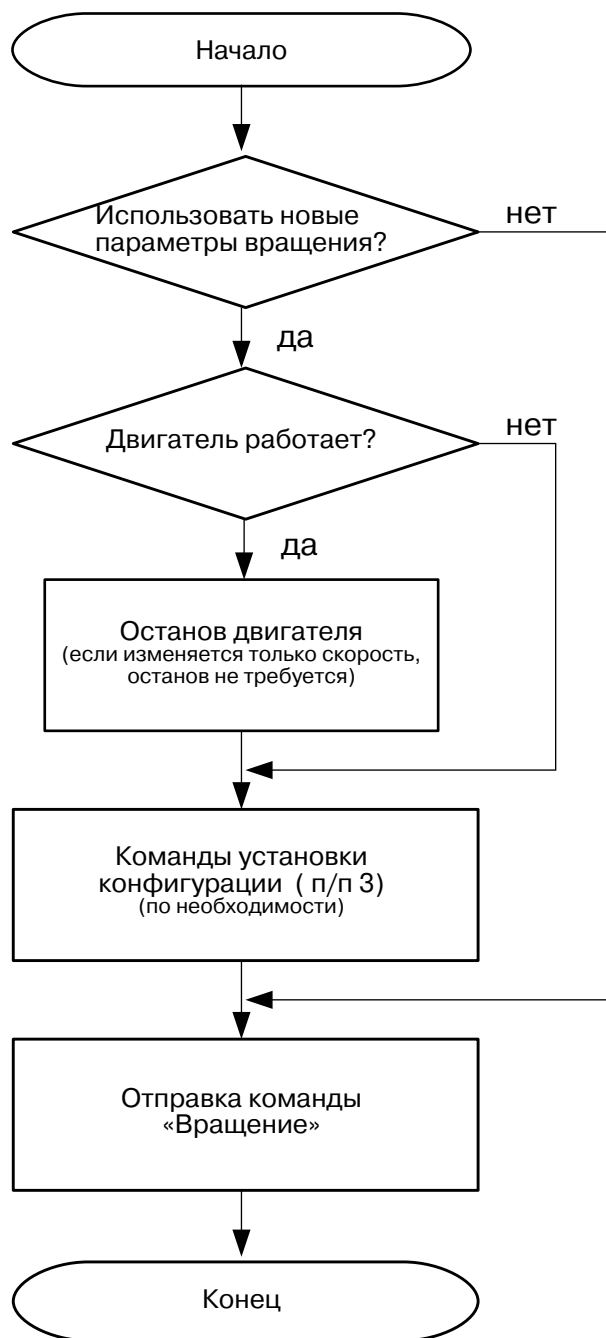 Начало
Использовать новые
параметры вращения?
нет
да
Двигатель работает?
нет
да
Останов двигателя
(если изменяется только скорость,
останов не требуется)
Команды установки
конфигурации ( п/п 3)
(по необходимости)
Отправка команды
«Вращение»
Конец